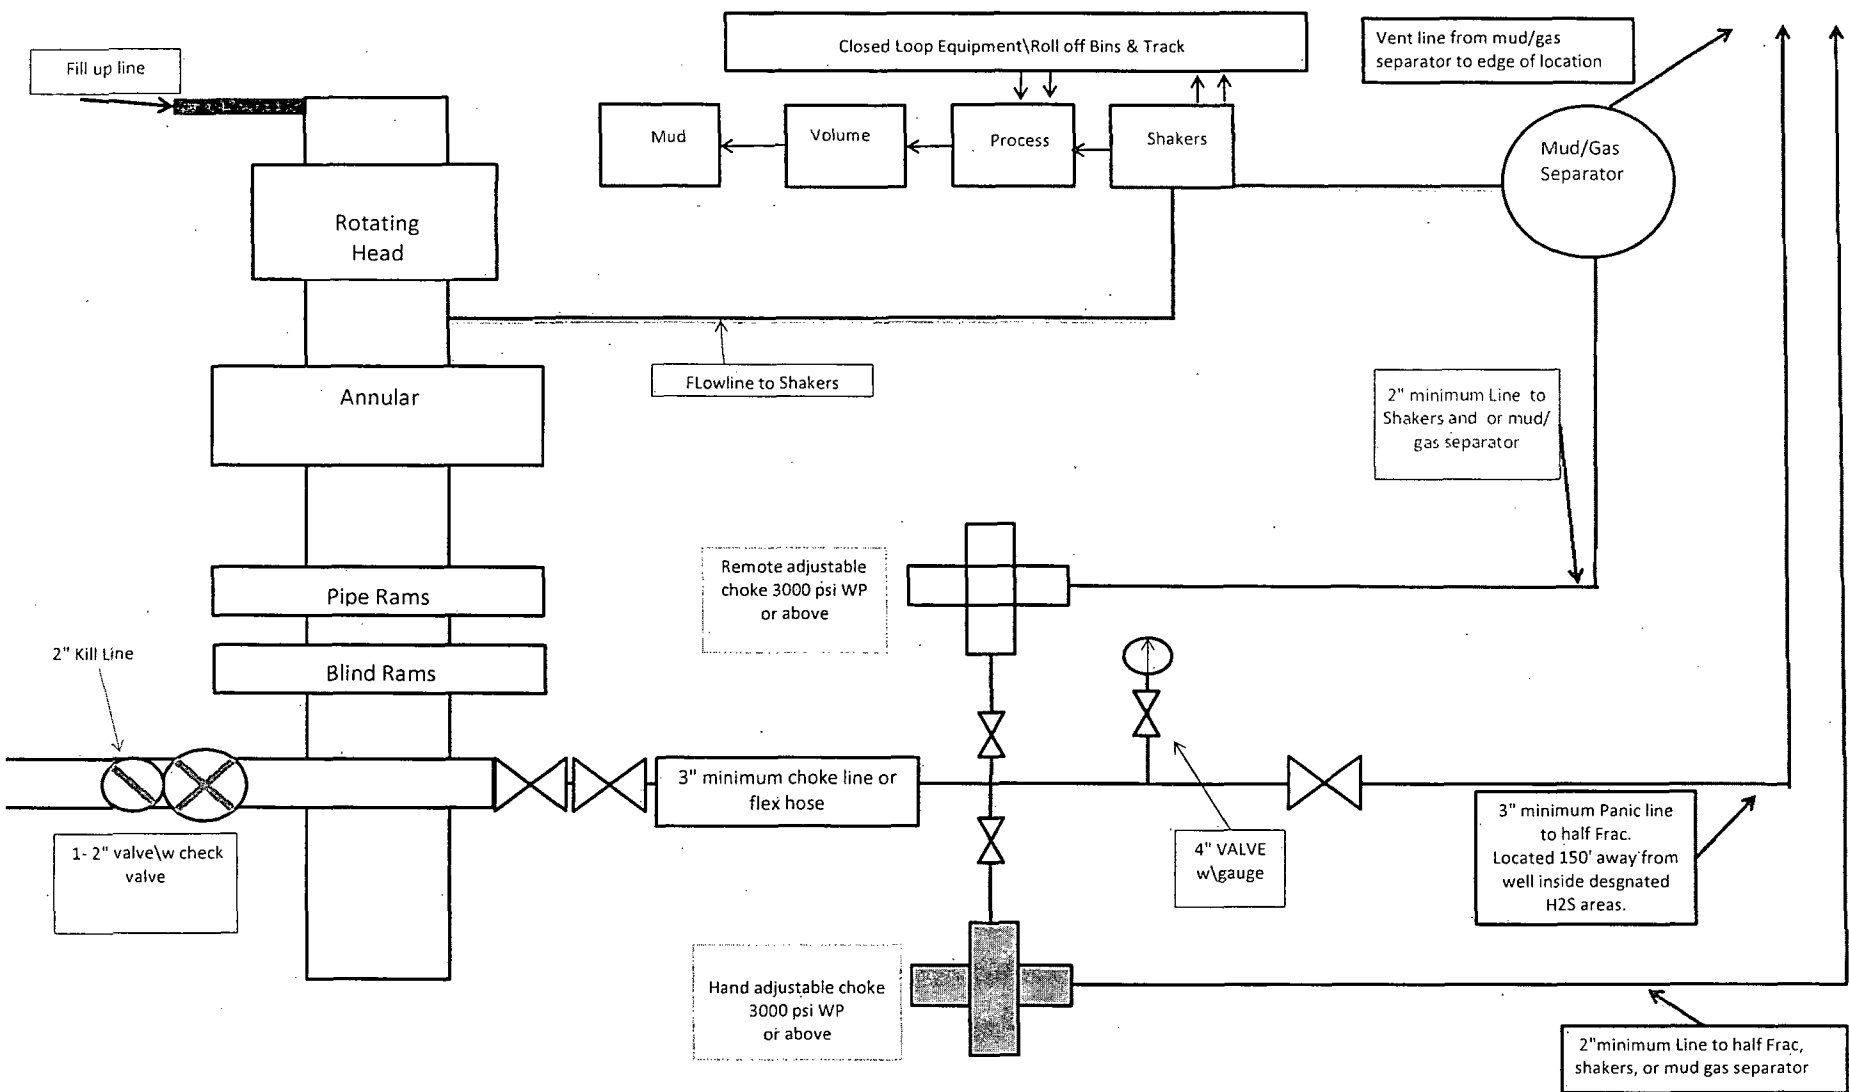 Closed Loop Equipment\Roll off Bins & Track
Vent line from mud/gas
separator to edge of location
Fill up line
Mud
Volume
Process
Shakers
Mud/Gas
Separator
Rotating
Head
FLowline to Shakers
Annular
2" minimum Line to
Shakers and or mud/
gas separator
Remote adjustable
choke 3000 psi WP
or above
Pipe Rams
2" Kill Line
Blind Rams
3" minimum choke line or
flex hose
1- 2" valve\w check
valve
4" VALVE
w\gauge
3" minimum Panic line
to half Frac.
Located 150' away from
well inside desgnated
H2S areas.
Hand adjustable choke
3000 psi WP
or above
2"minimum Line to half Frac,
shakers, or mud gas separator